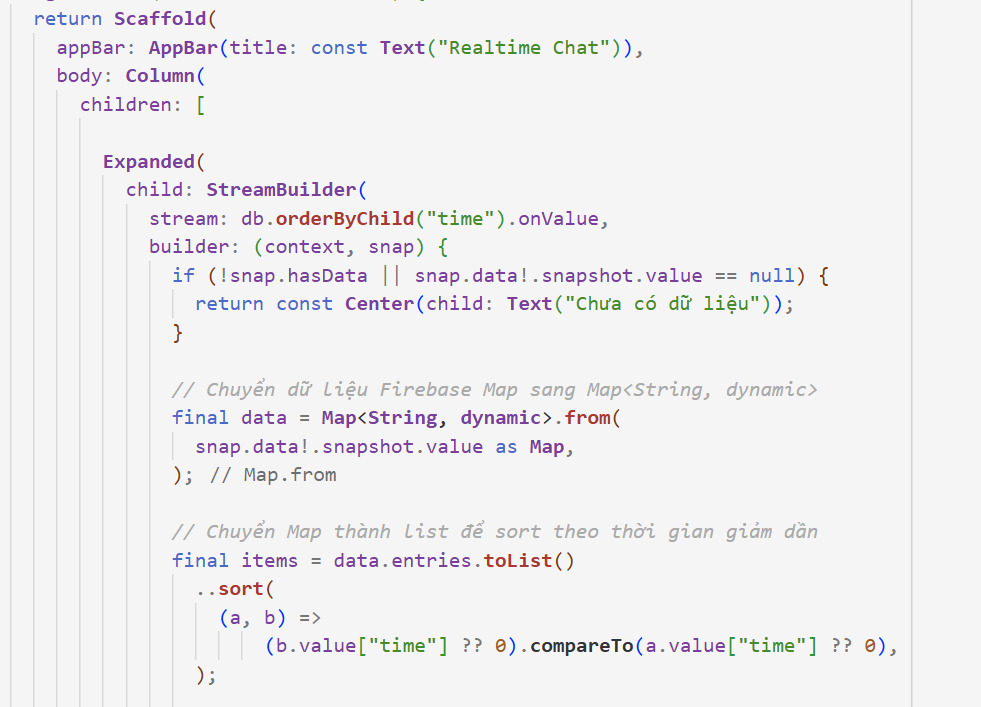 return Scaffold(
appBar: AppBar(title: const Text("Realtime Chat")),
body: Column(
children: [
Expanded(
child: StreamBuilder(
stream: db.orderByChild("time").onValue,
builder: (context, snap) {
if (!snap.hasData || snap.data!.snapshot.value == null) {
return const Center(child: Text("Chưa có dữ liệu"));
}
// Chuyển dữ liệu Firebase Map sang Map<String, dynamic>
final data = Map<String, dynamic>.from(
snap.data!.snapshot.value as Map,
); // Map.from
// Chuyển Map thành list để sort theo thời gian giảm dần
final items = data.entries.toList()
..sort(
(a, b) =>
(b.value["time"] ?? 0).compareTo(a.value["time"] ?? 0),
);